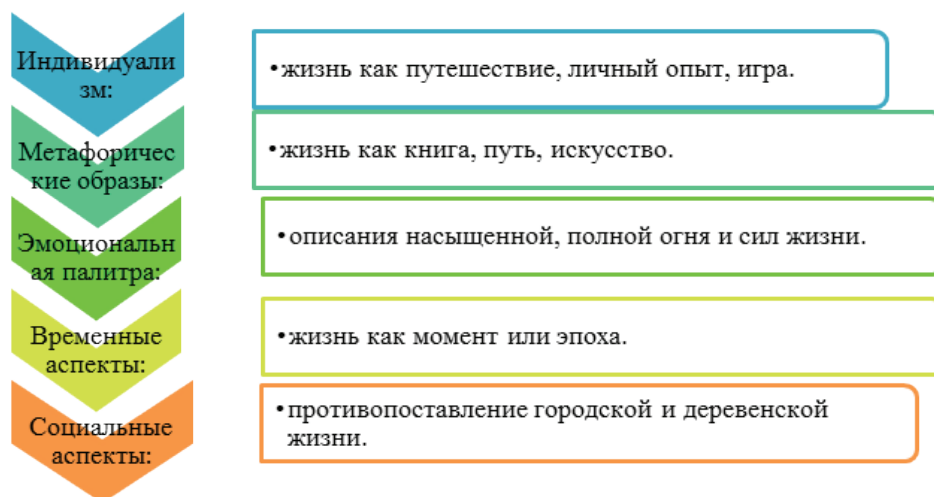 Индивидуали
зм:
•жизнь как путешествие, личный опыт, игра.
Метафоричес
кие образы:
•жизнь как книга, путь, искусство.
Эмоциональн
ая палитра:
•описания насыщенной, полной огня и сил жизни.
Временные
аспекты:
•жизнь как момент или эпоха.
Социальные
аспекты:
•противопоставление городской и деревенской
жизни.